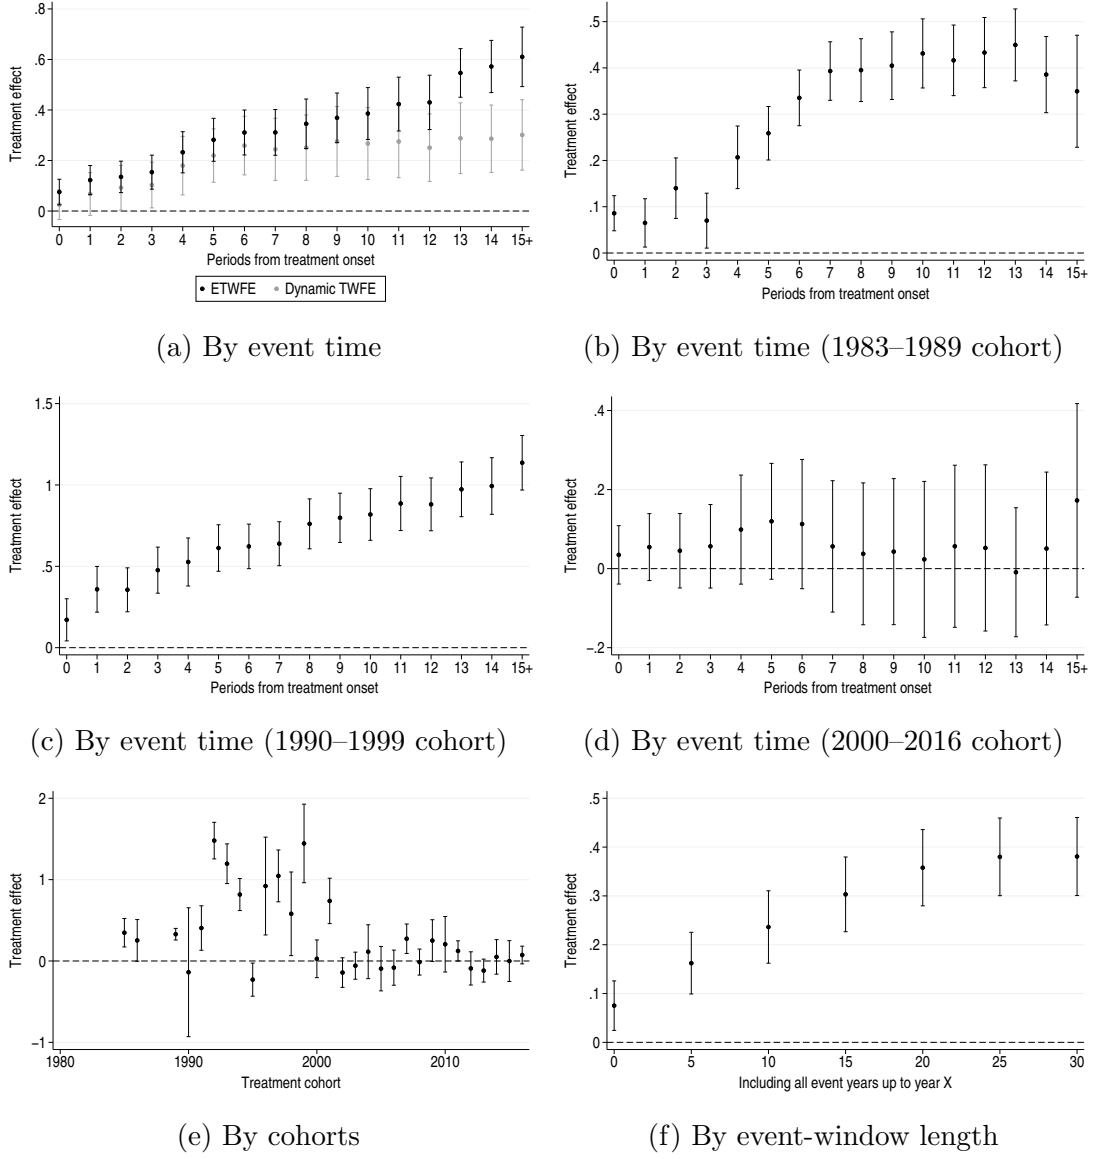 .8
.6
.4
.2
0
Treatment effect
0 1 2 3 4 5 6 7 8 9 10 11 12 13 14 15+
Periods from treatment onset
ETWFE Dynamic TWFE
(a) By event time
.5
.4
.3
.2
.1
0
Treatment effect
0 1 2 3 4 5 6 7 8 9 10 11 12 13 14 15+
Periods from treatment onset
(b) By event time (1983–1989 cohort)
1.5
1
.5
0
Treatment effect
0 1 2 3 4 5 6 7 8 9 10 11 12 13 14 15+
Periods from treatment onset
(c) By event time (1990–1999 cohort)
.4
.2
0
−.2
Treatment effect
0 1 2 3 4 5 6 7 8 9 10 11 12 13 14 15+
Periods from treatment onset
(d) By event time (2000–2016 cohort)
2
1
0
−1
Treatment effect
1980 1990 2000 2010
Treatment cohort
(e) By cohorts
.5
.4
.3
.2
.1
0
Treatment effect
0 5 10 15 20 25 30
Including all event years up to year X
(f) By event-window length